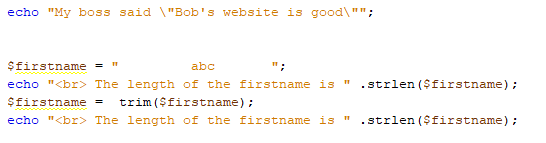 echo "My boss said \"Bob's website is good\"";
$firstname = "         abc       ";
echo "<br> The length of the firstname is " .strlen($firstname);
$firstname =  trim($firstname);
echo "<br> The length of the firstname is " .strlen($firstname);